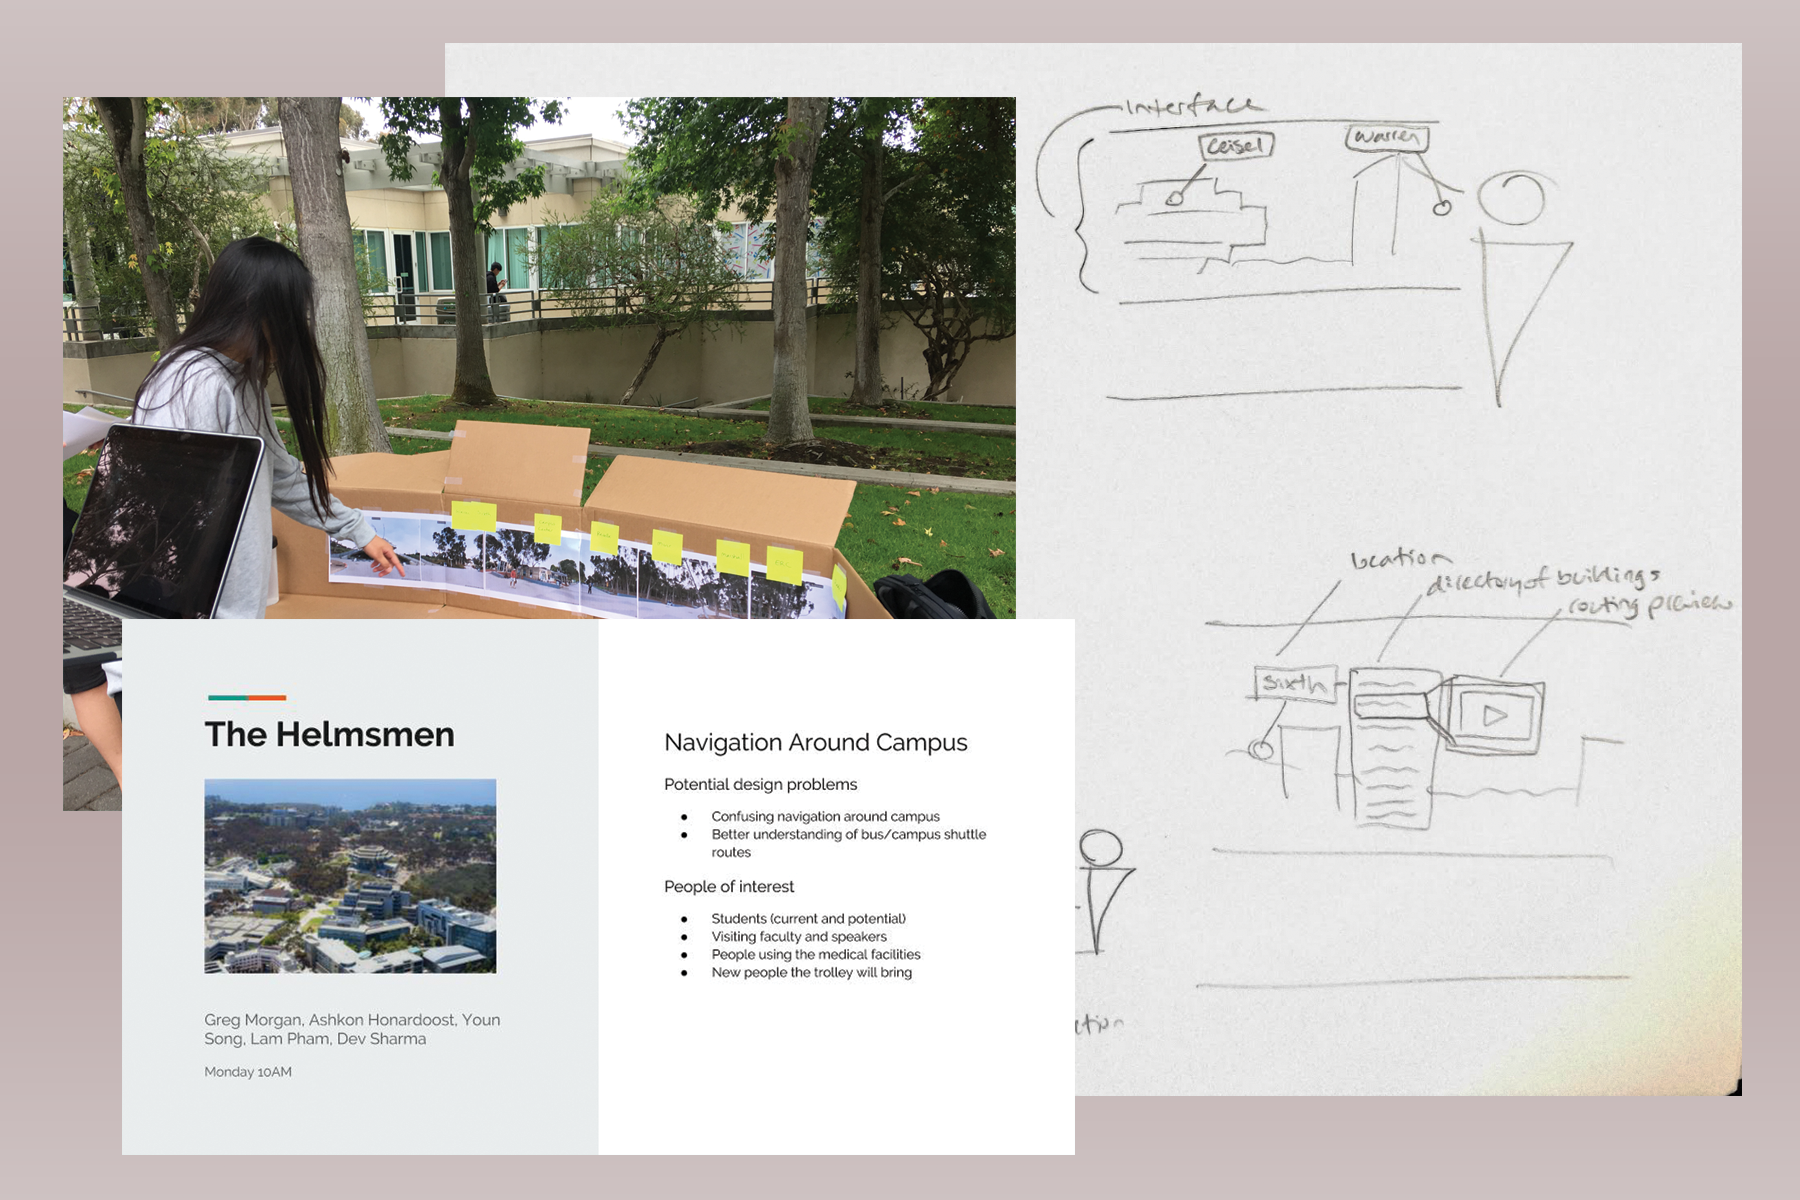 Interface
Geisel
Warren
location
directory of buildings
routing preview
Sixth
The Helmsmen
Greg Morgan, Ashkon Honardoost, Youn
Song, Lam Pham, Dev Sharma
Monday 10AM
Navigation Around Campus
Potential design problems
● Confusing navigation around campus
● Better understanding of bus/campus shuttle
routes
People of interest
● Students (current and potential)
● Visiting faculty and speakers
● People using the medical facilities
● New people the trolley will bring